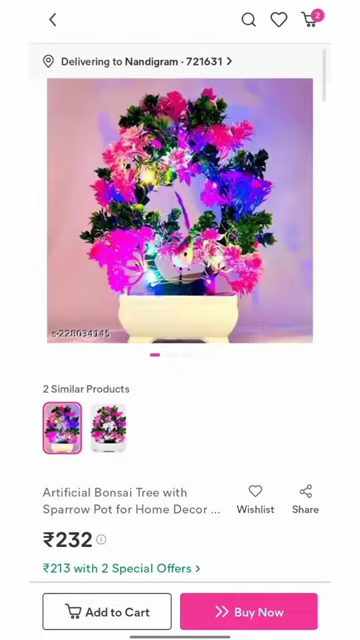 2
Delivering to Nandigram - 721631
s-228034145
2 Similar Products
Artificial Bonsai Tree with
Sparrow Pot for Home Decor ...
Wishlist
Share
₹232
₹213 with 2 Special Offers
Add to Cart
Buy Now